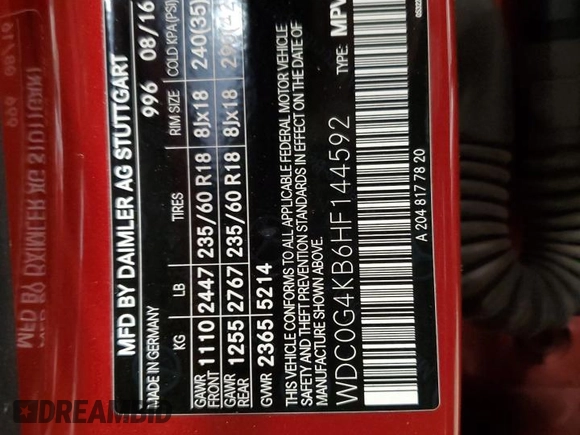 MFD BY DAIMLER AG STUTTGART
MADE IN GERMANY 996 08/16
KG LB TIRES RIM SIZE COLD KPA(PSI)
GAWR FRONT 1110 2447 235/60 R18 8Jx18 240(35)
GAWR REAR 1255 2767 235/60 R18 8Jx18
GVWR 2365 5214
THIS VEHICLE CONFORMS TO ALL APPLICABLE FEDERAL MOTOR VEHICLE
AND THEFT PREVENTION STANDARDS IN EFFECT ON THE DATE OF
MANUFACTURE SHOWN ABOVE.
WDC0G4KB6HF144592 TYPE: MPV
A 204 817 78 20
DREAMBID